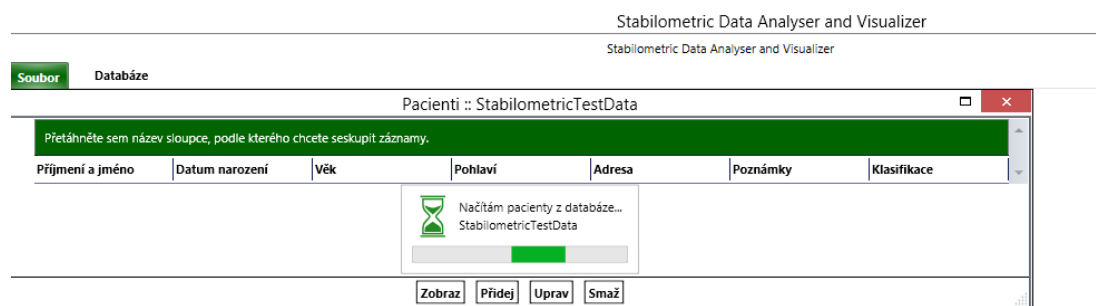 Stabilometric Data Analyser and Visualizer
Stabilometric Data Analyser and Visualizer
Soubor Databáze
Pacienti :: StabilometricTestData
Přetáhněte sem název sloupce, podle kterého chcete seskupit záznamy.
Příjmení a jméno Datum narození Věk Pohlaví Adresa Poznámky Klasifikace
Načítám pacienty z databáze...
StabilometricTestData
Zobraz Přidej Uprav Smaž